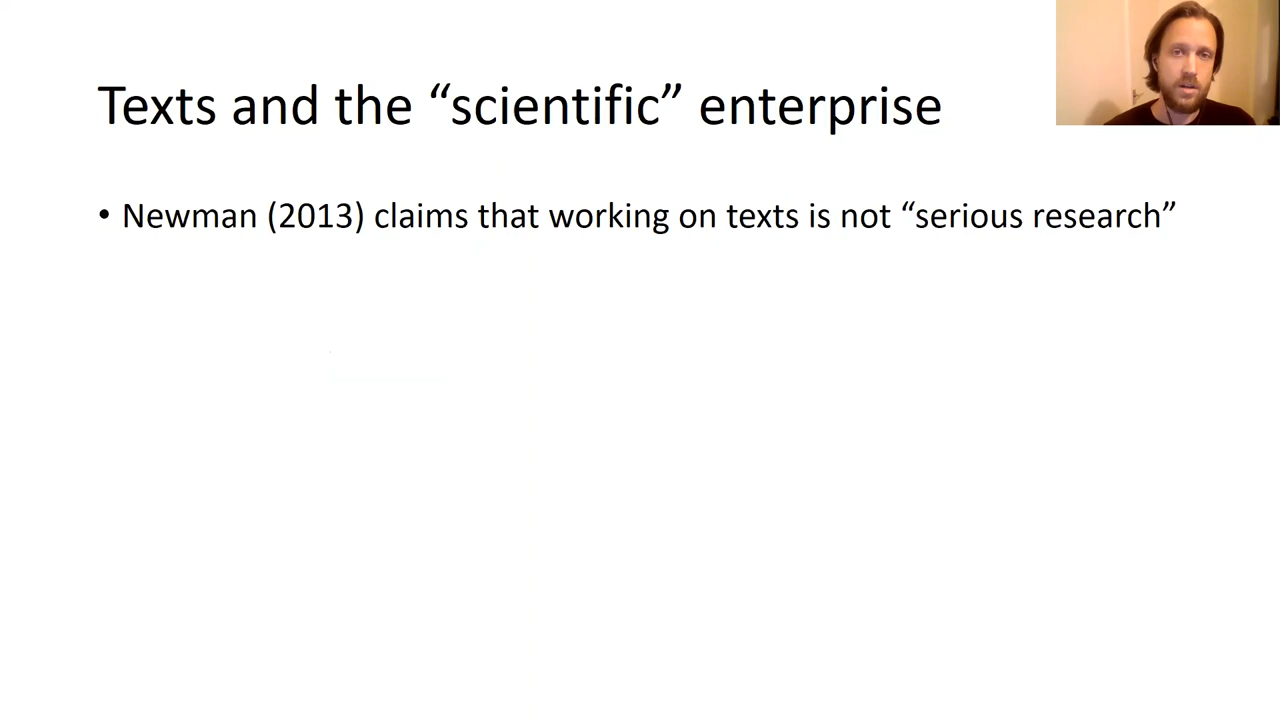 Texts and the “scientific” enterprise
• Newman (2013) claims that working on texts is not “serious research”